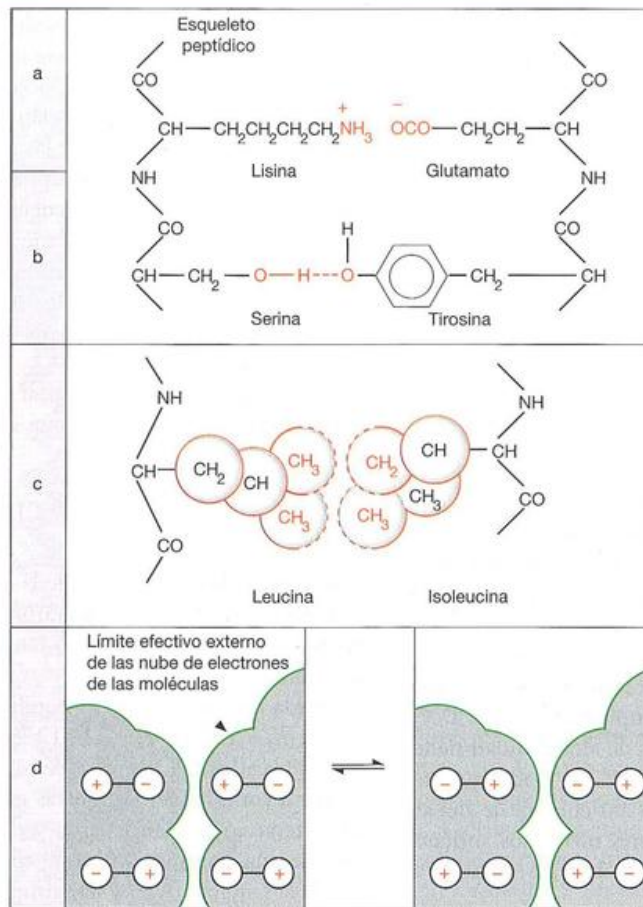 a
Esqueleto
peptídico
CO
CO
CH
CH₂CH₂CH₂CH₂NH₃
+
−
OCO
CH₂CH₂
CH
Lisina
Glutamato
NH
NH
b
CO
CO
H
CH₂
O
H
O
CH₂
CH
Serina
Tirosina
c
NH
NH
CH
CH₂
CH
CH₃
CH₃
CH₂
CH
CH₃
CH₃
CH
CO
CO
Leucina
Isoleucina
d
Límite efectivo externo
de las nube de electrones
de las moléculas
+ − + −
− + − +
− + − +
+ − + −